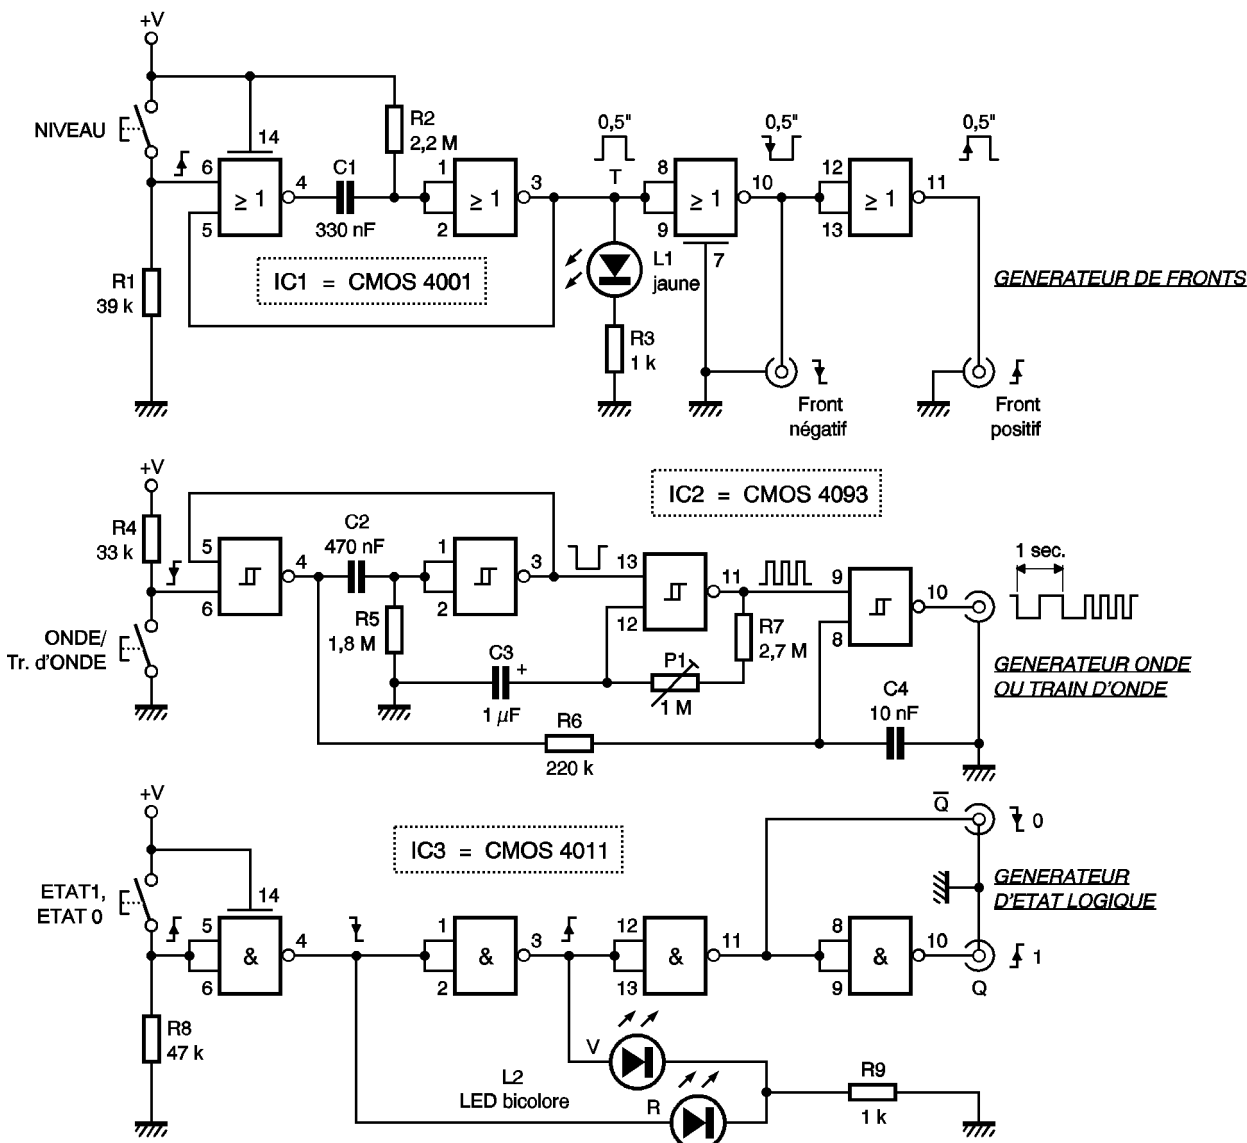 +V
NIVEAU
R1
39 k
6
5
14
≥ 1
4
C1
330 nF
R2
2,2 M
1
2
≥ 1
3
IC1 = CMOS 4001
0,5"
T
L1
jaune
R3
1 k
8
9
≥ 1
7
10
0,5"
12
13
≥ 1
11
0,5"
GENERATEUR DE FRONTS
Front
négatif
Front
positif
+V
R4
33 k
ONDE/
Tr. d'ONDE
5
6
4
C2
470 nF
R5
1,8 M
1
2
3
IC2 = CMOS 4093
C3
+
1 µF
R6
220 k
13
12
11
P1
1 M
R7
2,7 M
9
8
10
C4
10 nF
1 sec.
GENERATEUR ONDE
OU TRAIN D'ONDE
+V
ETAT1,
ETAT 0
R8
47 k
14
5
6
&
4
IC3 = CMOS 4011
1
2
&
3
12
13
&
11
8
9
&
10
Q̅
0
GENERATEUR
D'ETAT LOGIQUE
1
Q
V
L2
LED bicolore
R
R9
1 k